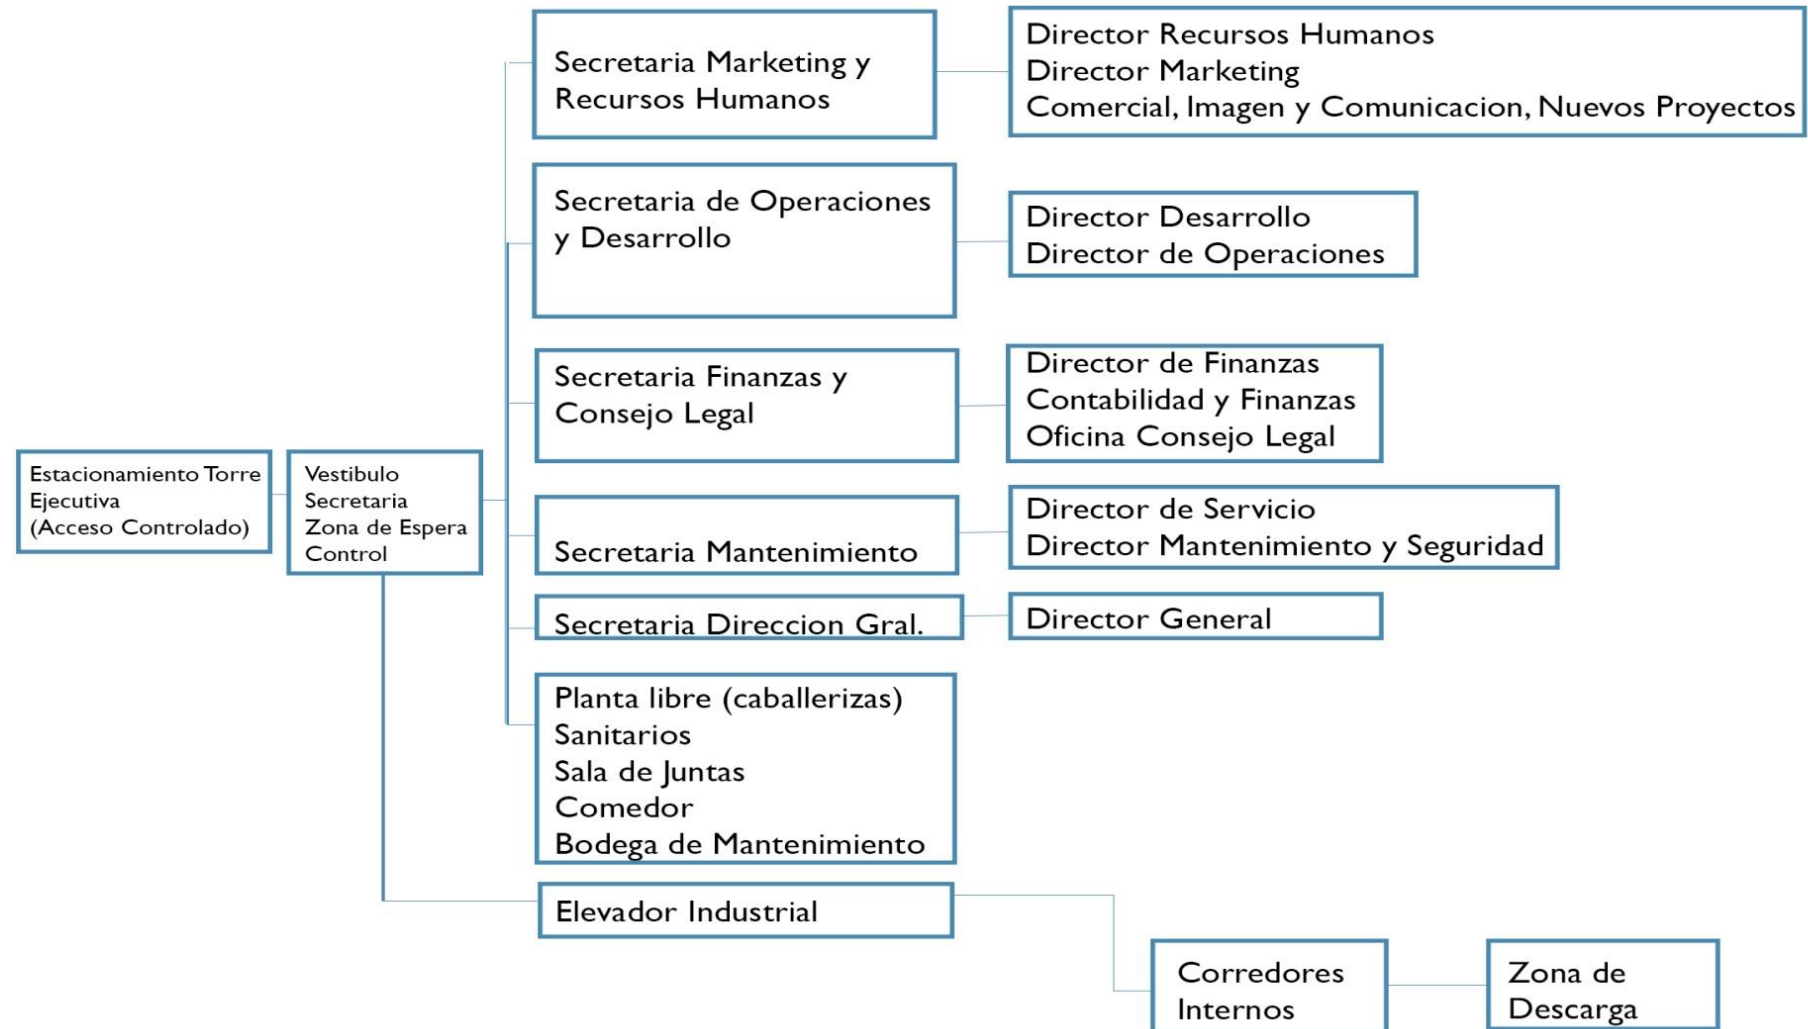 Secretaria Marketing y
Recursos Humanos
Director Recursos Humanos
Director Marketing
Comercial, Imagen y Comunicacion, Nuevos Proyectos
Secretaria de Operaciones
y Desarrollo
Director Desarrollo
Director de Operaciones
Secretaria Finanzas y
Consejo Legal
Director de Finanzas
Contabilidad y Finanzas
Oficina Consejo Legal
Estacionamiento Torre
Ejecutiva
(Acceso Controlado)
Vestibulo
Secretaria
Zona de Espera
Control
Secretaria Mantenimiento
Director de Servicio
Director Mantenimiento y Seguridad
Secretaria Direccion Gral.
Director General
Planta libre (caballerizas)
Sanitarios
Sala de Juntas
Comedor
Bodega de Mantenimiento
Elevador Industrial
Corredores
Internos
Zona de
Descarga